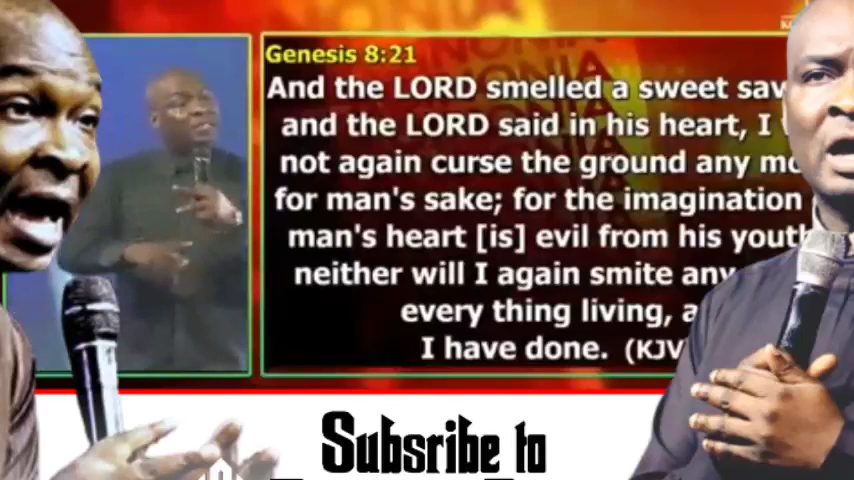 Genesis 8:21
And the LORD smelled a sweet sav
and the LORD said in his heart, I
not again curse the ground any mo
for man's sake; for the imagination
man's heart [is] evil from his youth
neither will I again smite any
every thing living, a
I have done. (KJV
Subsribe to